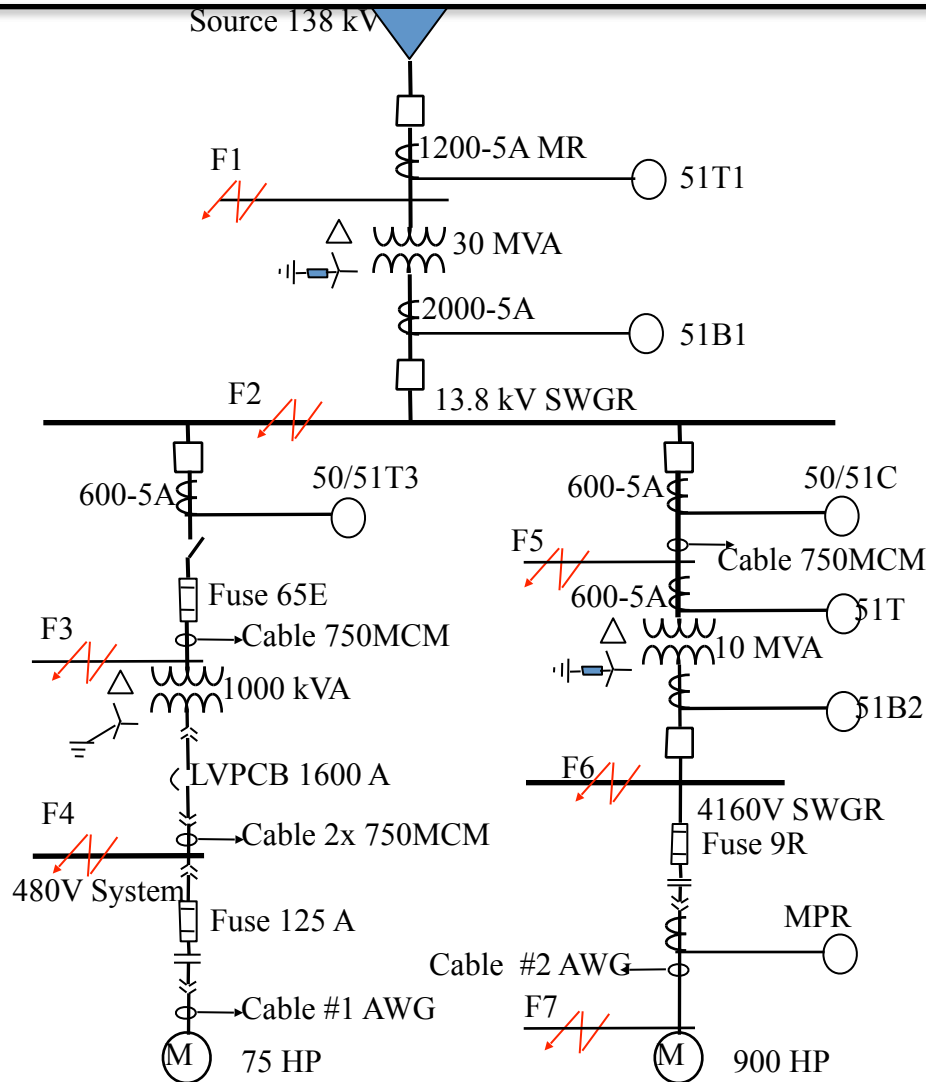 Source 138 kV
1200-5A MR
F1
51T1
30 MVA
2000-5A
51B1
F2
13.8 kV SWGR
50/51T3
50/51C
600-5A
600-5A
F5
Cable 750MCM
Fuse 65E
600-5A
51T
F3
Cable 750MCM
10 MVA
1000 kVA
51B2
LVPCB 1600 A
F6
4160V SWGR
F4
Cable 2x 750MCM
Fuse 9R
480V System
Fuse 125 A
MPR
Cable #2 AWG
Cable #1 AWG
F7
M
75 HP
M
900 HP